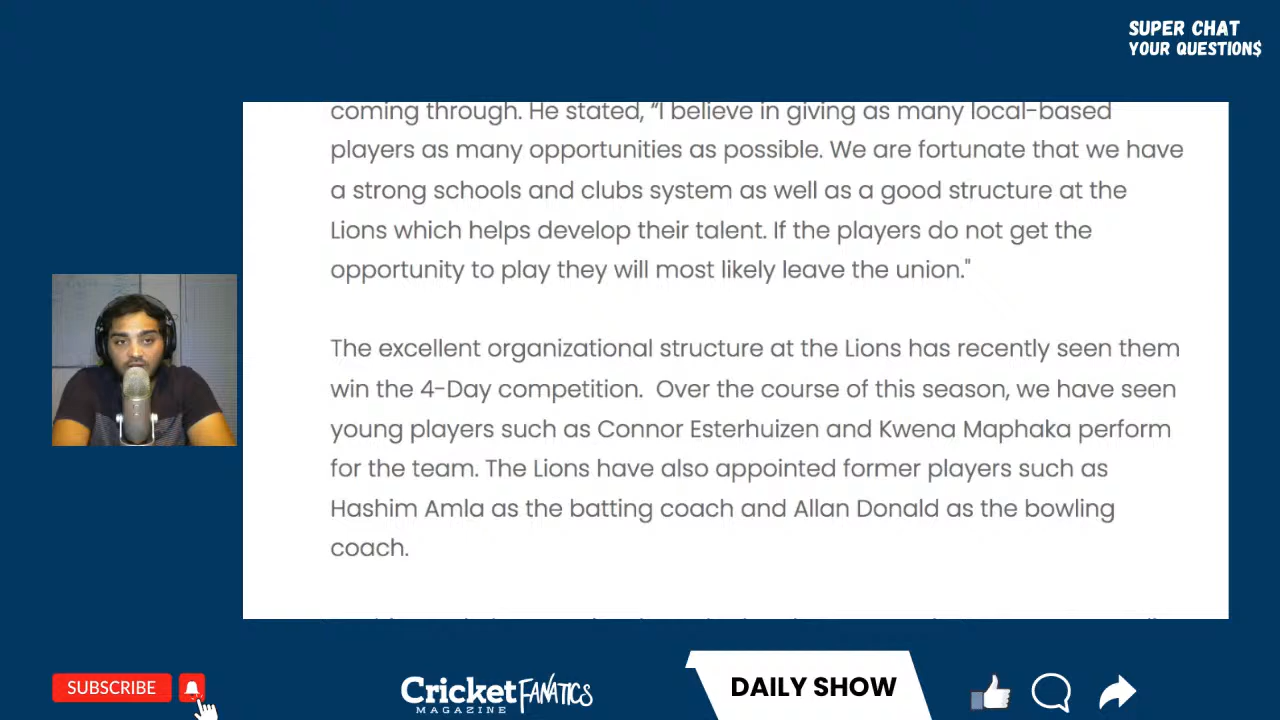 SUPER CHAT
YOUR QUESTION$
coming through. He stated, “I believe in giving as many local-based
players as many opportunities as possible. We are fortunate that we have
a strong schools and clubs system as well as a good structure at the
Lions which helps develop their talent. If the players do not get the
opportunity to play they will most likely leave the union."
The excellent organizational structure at the Lions has recently seen them
win the 4-Day competition.  Over the course of this season, we have seen
young players such as Connor Esterhuizen and Kwena Maphaka perform
for the team. The Lions have also appointed former players such as
Hashim Amla as the batting coach and Allan Donald as the bowling
coach.
SUBSCRIBE
Cricket FANATICS
MAGAZINE
DAILY SHOW